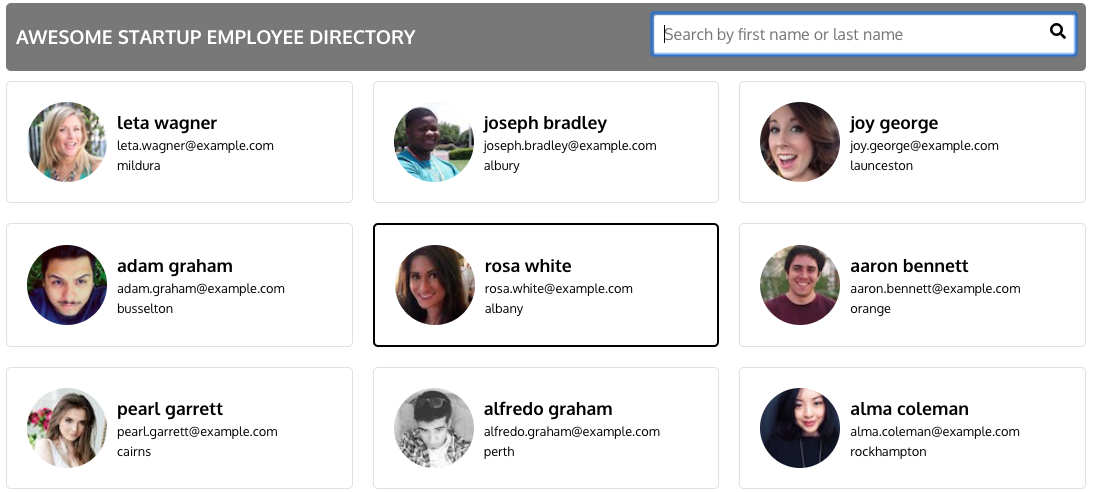 AWESOME STARTUP EMPLOYEE DIRECTORY
Search by first name or last name
leta wagner
leta.wagner@example.com
mildura
joseph bradley
joseph.bradley@example.com
albury
joy george
joy.george@example.com
launceston
adam graham
adam.graham@example.com
busselton
rosa white
rosa.white@example.com
albany
aaron bennett
aaron.bennett@example.com
orange
pearl garrett
pearl.garrett@example.com
cairns
alfredo graham
alfredo.graham@example.com
perth
alma coleman
alma.coleman@example.com
rockhampton